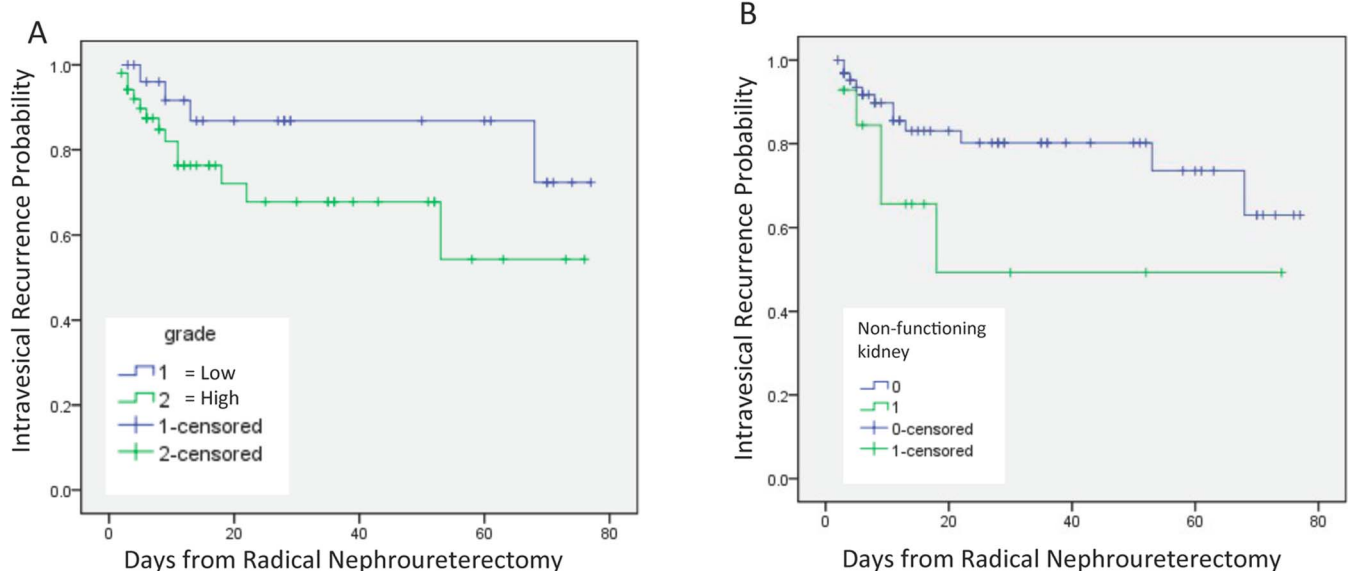 A
Intravesical Recurrence Probability
1.0
0.8
0.6
0.4
0.2
0.0
grade
1 = Low
2 = High
1-censored
2-censored
0 20 40 60 80
Days from Radical Nephroureterectomy
B
Intravesical Recurrence Probability
1.0
0.8
0.6
0.4
0.2
0.0
Non-functioning
kidney
0
1
0-censored
1-censored
0 20 40 60 80
Days from Radical Nephroureterectomy